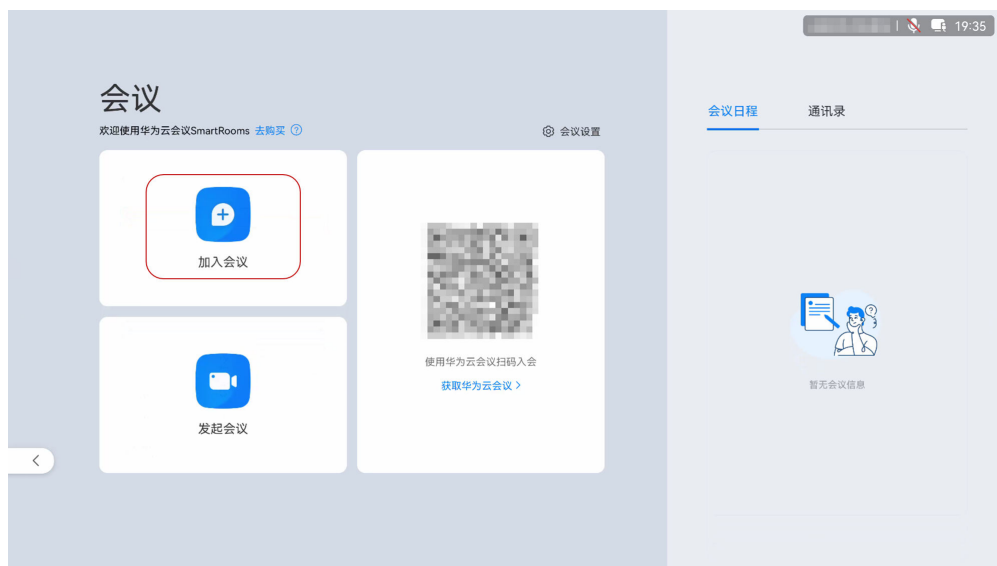 19:35
会议
欢迎使用华为云会议SmartRooms 去购买
会议设置
加入会议
发起会议
使用华为云会议扫码入会
获取华为云会议
会议日程 通讯录
暂无会议信息